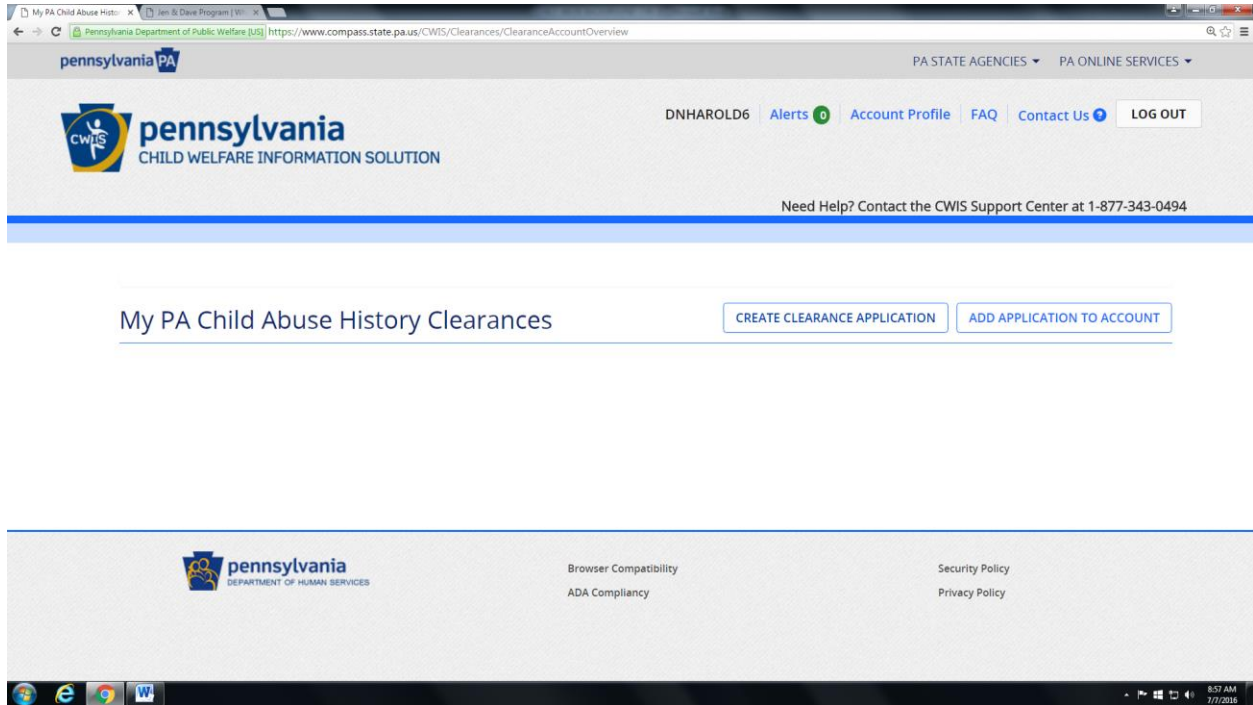 My PA Child Abuse Histo
Jen & Dave Program | Wi
Pennsylvania Department of Public Welfare [US] https://www.compass.state.pa.us/CWIS/Clearances/ClearanceAccountOverview
pennsylvania PA
PA STATE AGENCIES PA ONLINE SERVICES
DNHAROLD6 Alerts 0 Account Profile FAQ Contact Us ? LOG OUT
cwis
pennsylvania
CHILD WELFARE INFORMATION SOLUTION
Need Help? Contact the CWIS Support Center at 1-877-343-0494
My PA Child Abuse History Clearances
CREATE CLEARANCE APPLICATION ADD APPLICATION TO ACCOUNT
pennsylvania
DEPARTMENT OF HUMAN SERVICES
Browser Compatibility
ADA Compliancy
Security Policy
Privacy Policy
8:57 AM
7/7/2016